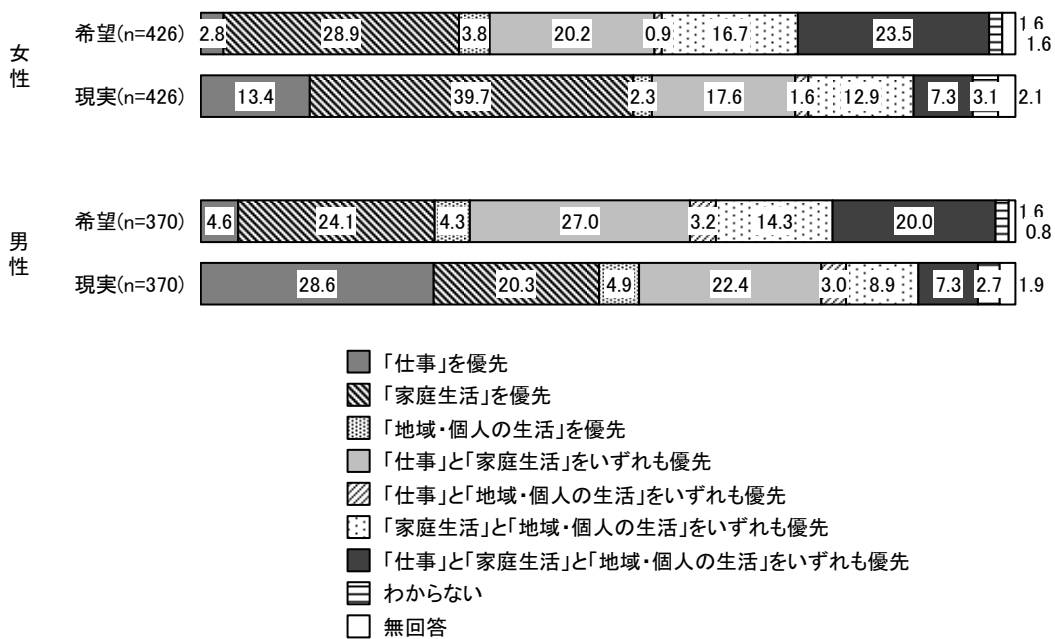 女性
希望(n=426) 2.8 28.9 3.8 20.2 0.9 16.7 23.5 1.6 1.6
現実(n=426) 13.4 39.7 2.3 17.6 1.6 12.9 7.3 3.1 2.1
男性
希望(n=370) 4.6 24.1 4.3 27.0 3.2 14.3 20.0 1.6 0.8
現実(n=370) 28.6 20.3 4.9 22.4 3.0 8.9 7.3 2.7 1.9
「仕事」を優先
「家庭生活」を優先
「地域・個人の生活」を優先
「仕事」と「家庭生活」をいずれも優先
「仕事」と「地域・個人の生活」をいずれも優先
「家庭生活」と「地域・個人の生活」をいずれも優先
「仕事」と「家庭生活」と「地域・個人の生活」をいずれも優先
わからない
無回答